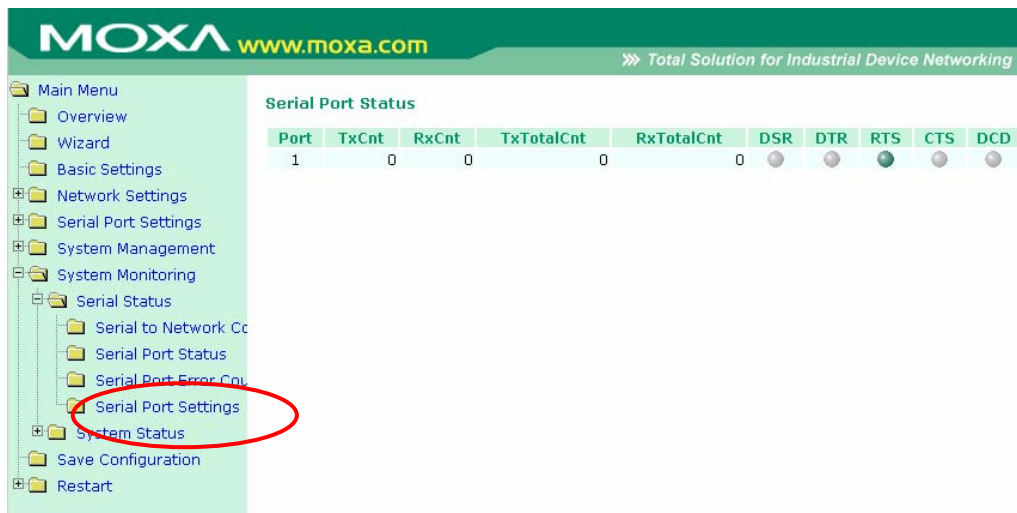 MOXA www.moxa.com
Total Solution for Industrial Device Networking
Main Menu
Overview
Wizard
Basic Settings
Network Settings
Serial Port Settings
System Management
System Monitoring
Serial Status
Serial to Network Co
Serial Port Status
Serial Port Error Cou
Serial Port Settings
System Status
Save Configuration
Restart
Serial Port Status
Port TxCnt RxCnt TxTotalCnt RxTotalCnt DSR DTR RTS CTS DCD
1 0 0 0 0